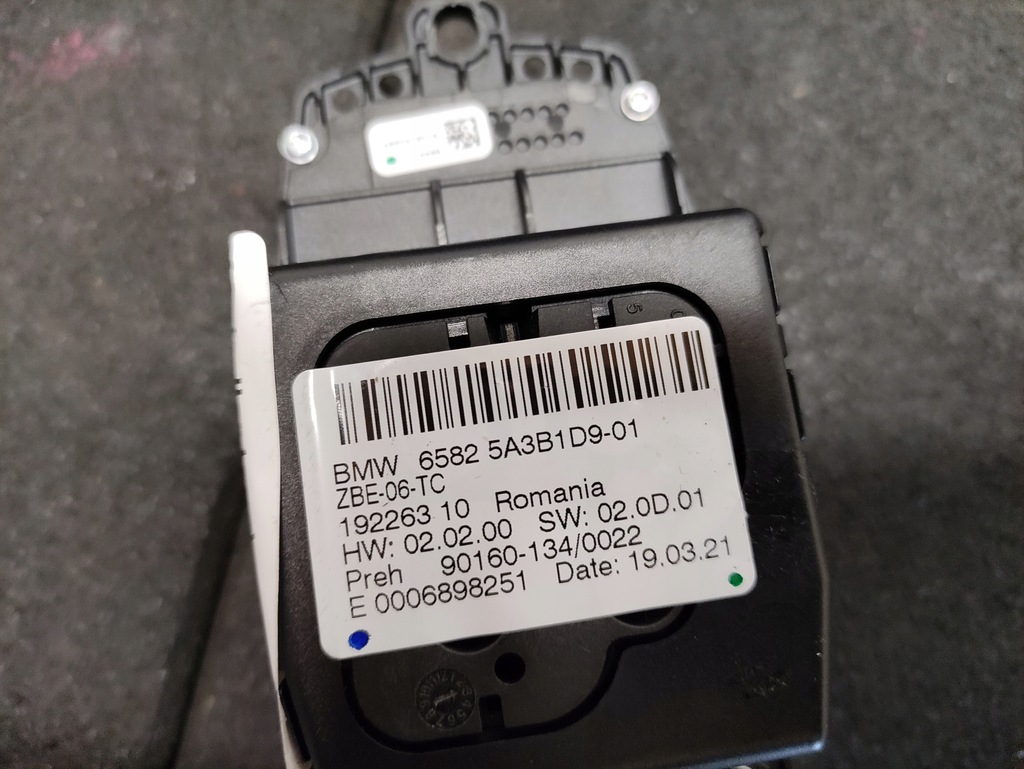 BMW 6582 5A3B1D9-01
ZBE-06-TC
192263 10 Romania
HW: 02.02.00 SW: 02.0D.01
Preh 90160-134/0022
E 0006898251 Date: 19.03.21